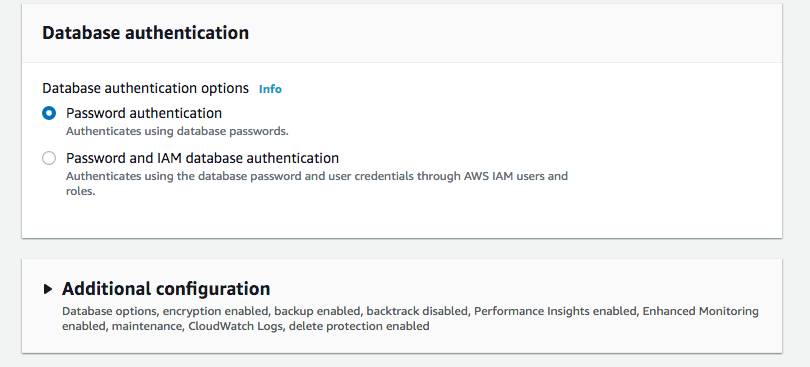 Database authentication
Database authentication options Info
Password authentication
Authenticates using database passwords.
Password and IAM database authentication
Authenticates using the database password and user credentials through AWS IAM users and
roles.
Additional configuration
Database options, encryption enabled, backup enabled, backtrack disabled, Performance Insights enabled, Enhanced Monitoring
enabled, maintenance, CloudWatch Logs, delete protection enabled